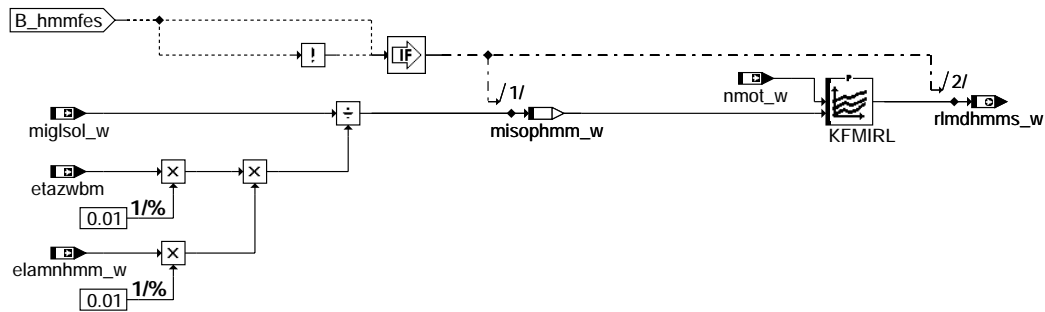 B_hmmfes
!
IF
1/
2/
nmot_w
P
miglsol_w
÷
misophmm_w
KFMIRL
rlmdhmms_w
etazwbm
×
×
0.01
1/%
elamnhmm_w
×
0.01
1/%